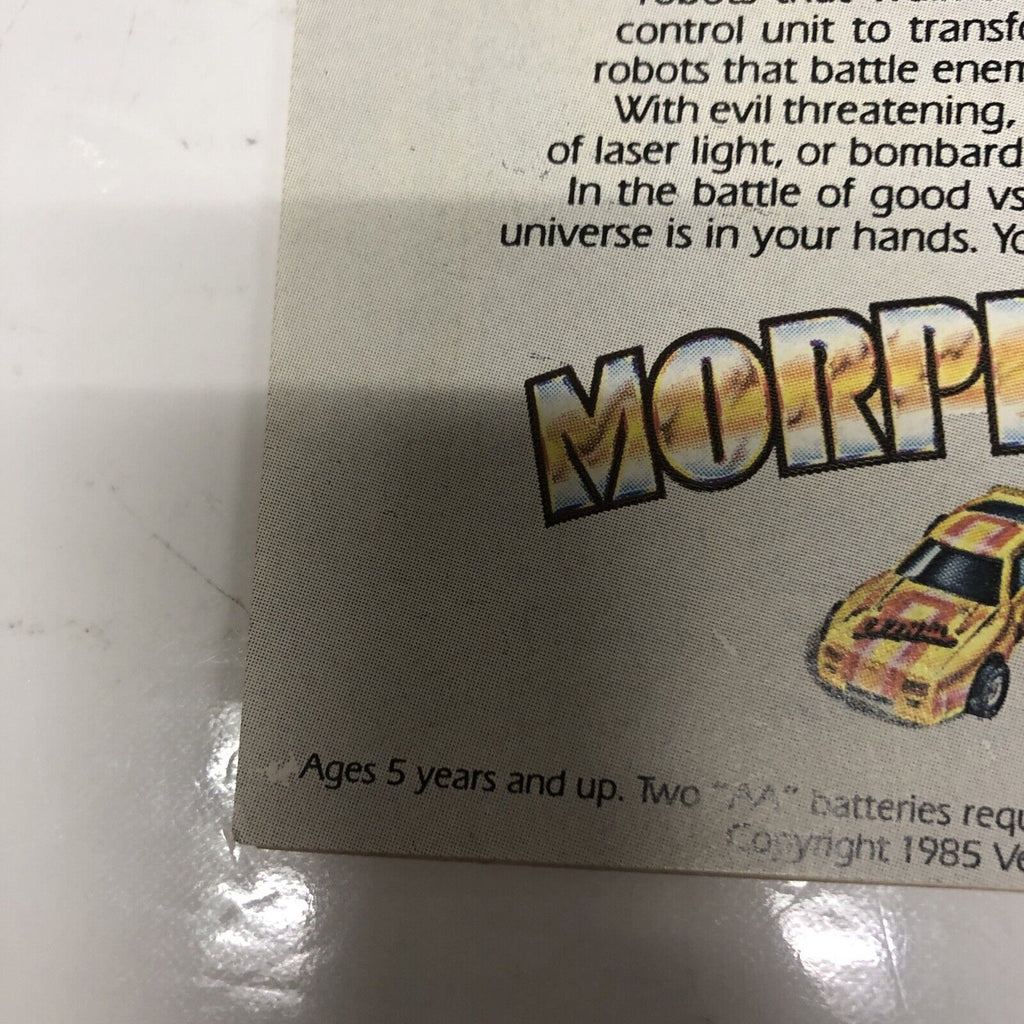 control unit to transfo
robots that battle enem
With evil threatening,
of laser light, or bombard
In the battle of good vs
universe is in your hands. Yo
MORP
Ages 5 years and up. Two "AA" batteries requ
Copyright 1985 Ve